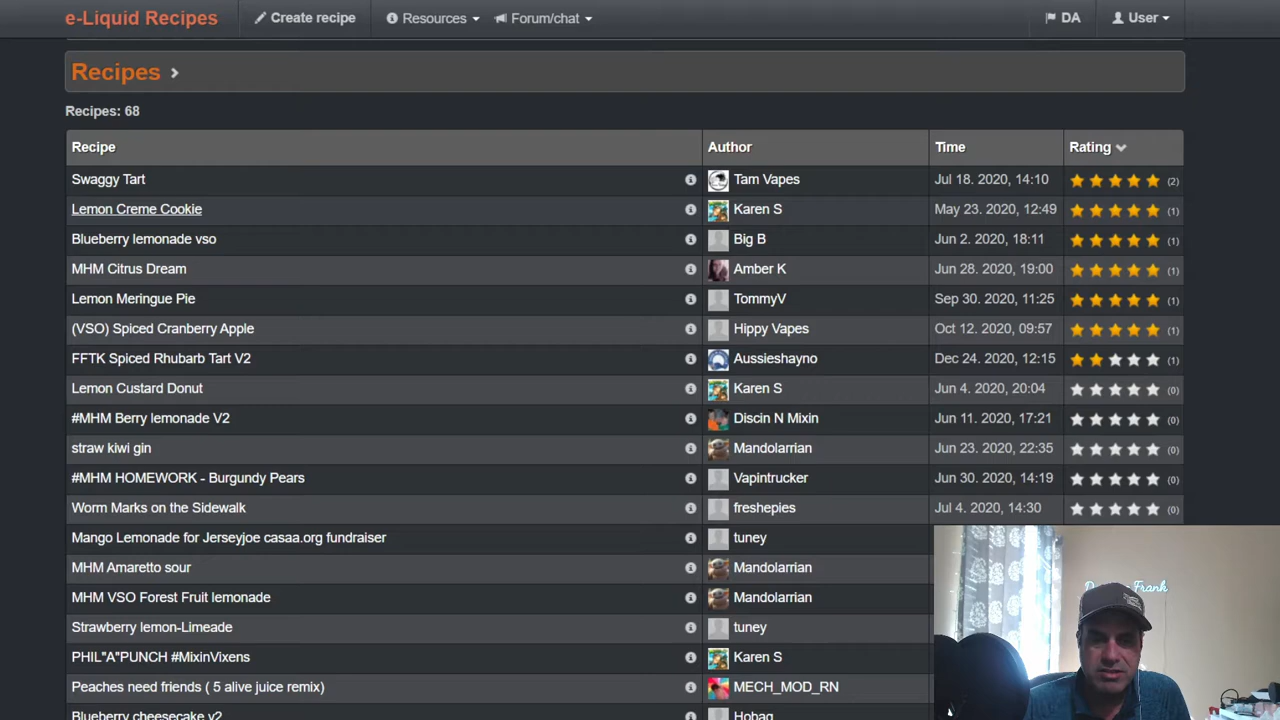 e-Liquid Recipes Create recipe Resources Forum/chat DA User
Recipes
Recipes: 68
Recipe Author Time Rating
Swaggy Tart Tam Vapes Jul 18. 2020, 14:10 (2)
Lemon Creme Cookie Karen S May 23. 2020, 12:49 (1)
Blueberry lemonade vso Big B Jun 2. 2020, 18:11 (1)
MHM Citrus Dream Amber K Jun 28. 2020, 19:00 (1)
Lemon Meringue Pie TommyV Sep 30. 2020, 11:25 (1)
(VSO) Spiced Cranberry Apple Hippy Vapes Oct 12. 2020, 09:57 (1)
FFTK Spiced Rhubarb Tart V2 Aussieshayno Dec 24. 2020, 12:15 (1)
Lemon Custard Donut Karen S Jun 4. 2020, 20:04 (0)
#MHM Berry lemonade V2 Discin N Mixin Jun 11. 2020, 17:21 (0)
straw kiwi gin Mandolarrian Jun 23. 2020, 22:35 (0)
#MHM HOMEWORK - Burgundy Pears Vapintrucker Jun 30. 2020, 14:19 (0)
Worm Marks on the Sidewalk freshepies Jul 4. 2020, 14:30 (0)
Mango Lemonade for Jerseyjoe casaa.org fundraiser tuney
MHM Amaretto sour Mandolarrian
MHM VSO Forest Fruit lemonade Mandolarrian
Strawberry lemon-Limeade tuney
PHIL"A"PUNCH #MixinVixens Karen S
Peaches need friends ( 5 alive juice remix) MECH_MOD_RN
Blueberry cheesecake v2 Hobag
Frank